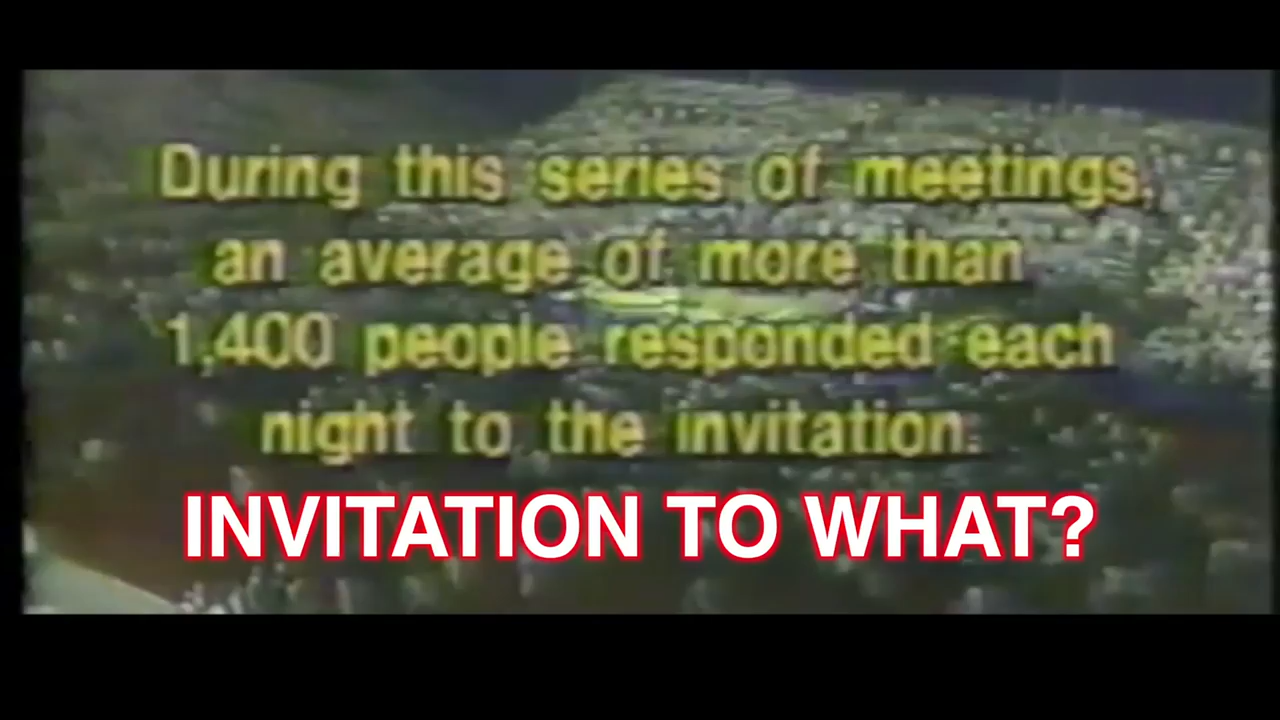 During this series of meetings,
an average of more than
1,400 people responded each
night to the invitation.
INVITATION TO WHAT?